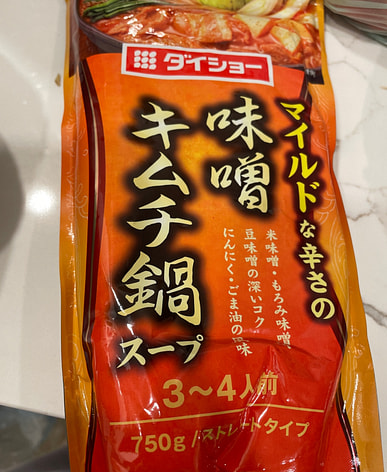 ダイショー
マイルドな辛さの
味噌
キムチ鍋
スープ
米味噌・もろみ味噌、
豆味噌の深いコク
にんにく・ごま油の風味
3〜4人前
750g/ストレートタイプ